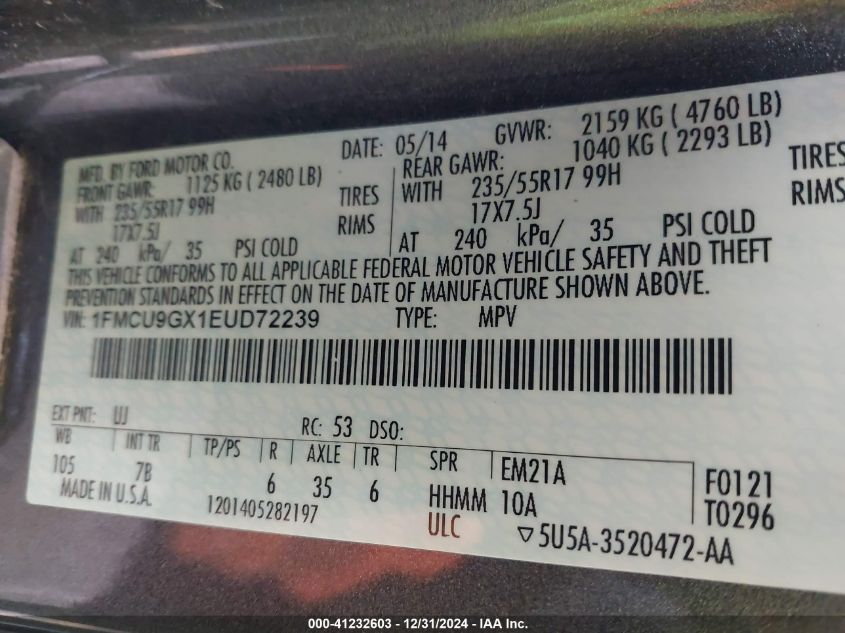 MFD. BY FORD MOTOR CO. DATE: 05/14 GVWR: 2159 KG ( 4760 LB)
FRONT GAWR: 1125 KG ( 2480 LB) REAR GAWR: 1040 KG ( 2293 LB)
WITH 235/55R17 99H TIRES WITH 235/55R17 99H TIRES
17X7.5J RIMS 17X7.5J RIMS
AT 240 kPa/ 35 PSI COLD AT 240 kPa/ 35 PSI COLD
THIS VEHICLE CONFORMS TO ALL APPLICABLE FEDERAL MOTOR VEHICLE SAFETY AND THEFT
PREVENTION STANDARDS IN EFFECT ON THE DATE OF MANUFACTURE SHOWN ABOVE.
VIN: 1FMCU9GX1EUD72239 TYPE: MPV
EXT PNT: UJ RC: 53 DSO:
WB INT TR TP/PS R AXLE TR SPR EM21A F0121
105 7B 6 35 6 HHMM 10A T0296
MADE IN U.S.A. 1201405282197 ULC ▽5U5A-3520472-AA
000-41232603 - 12/31/2024 - IAA Inc.